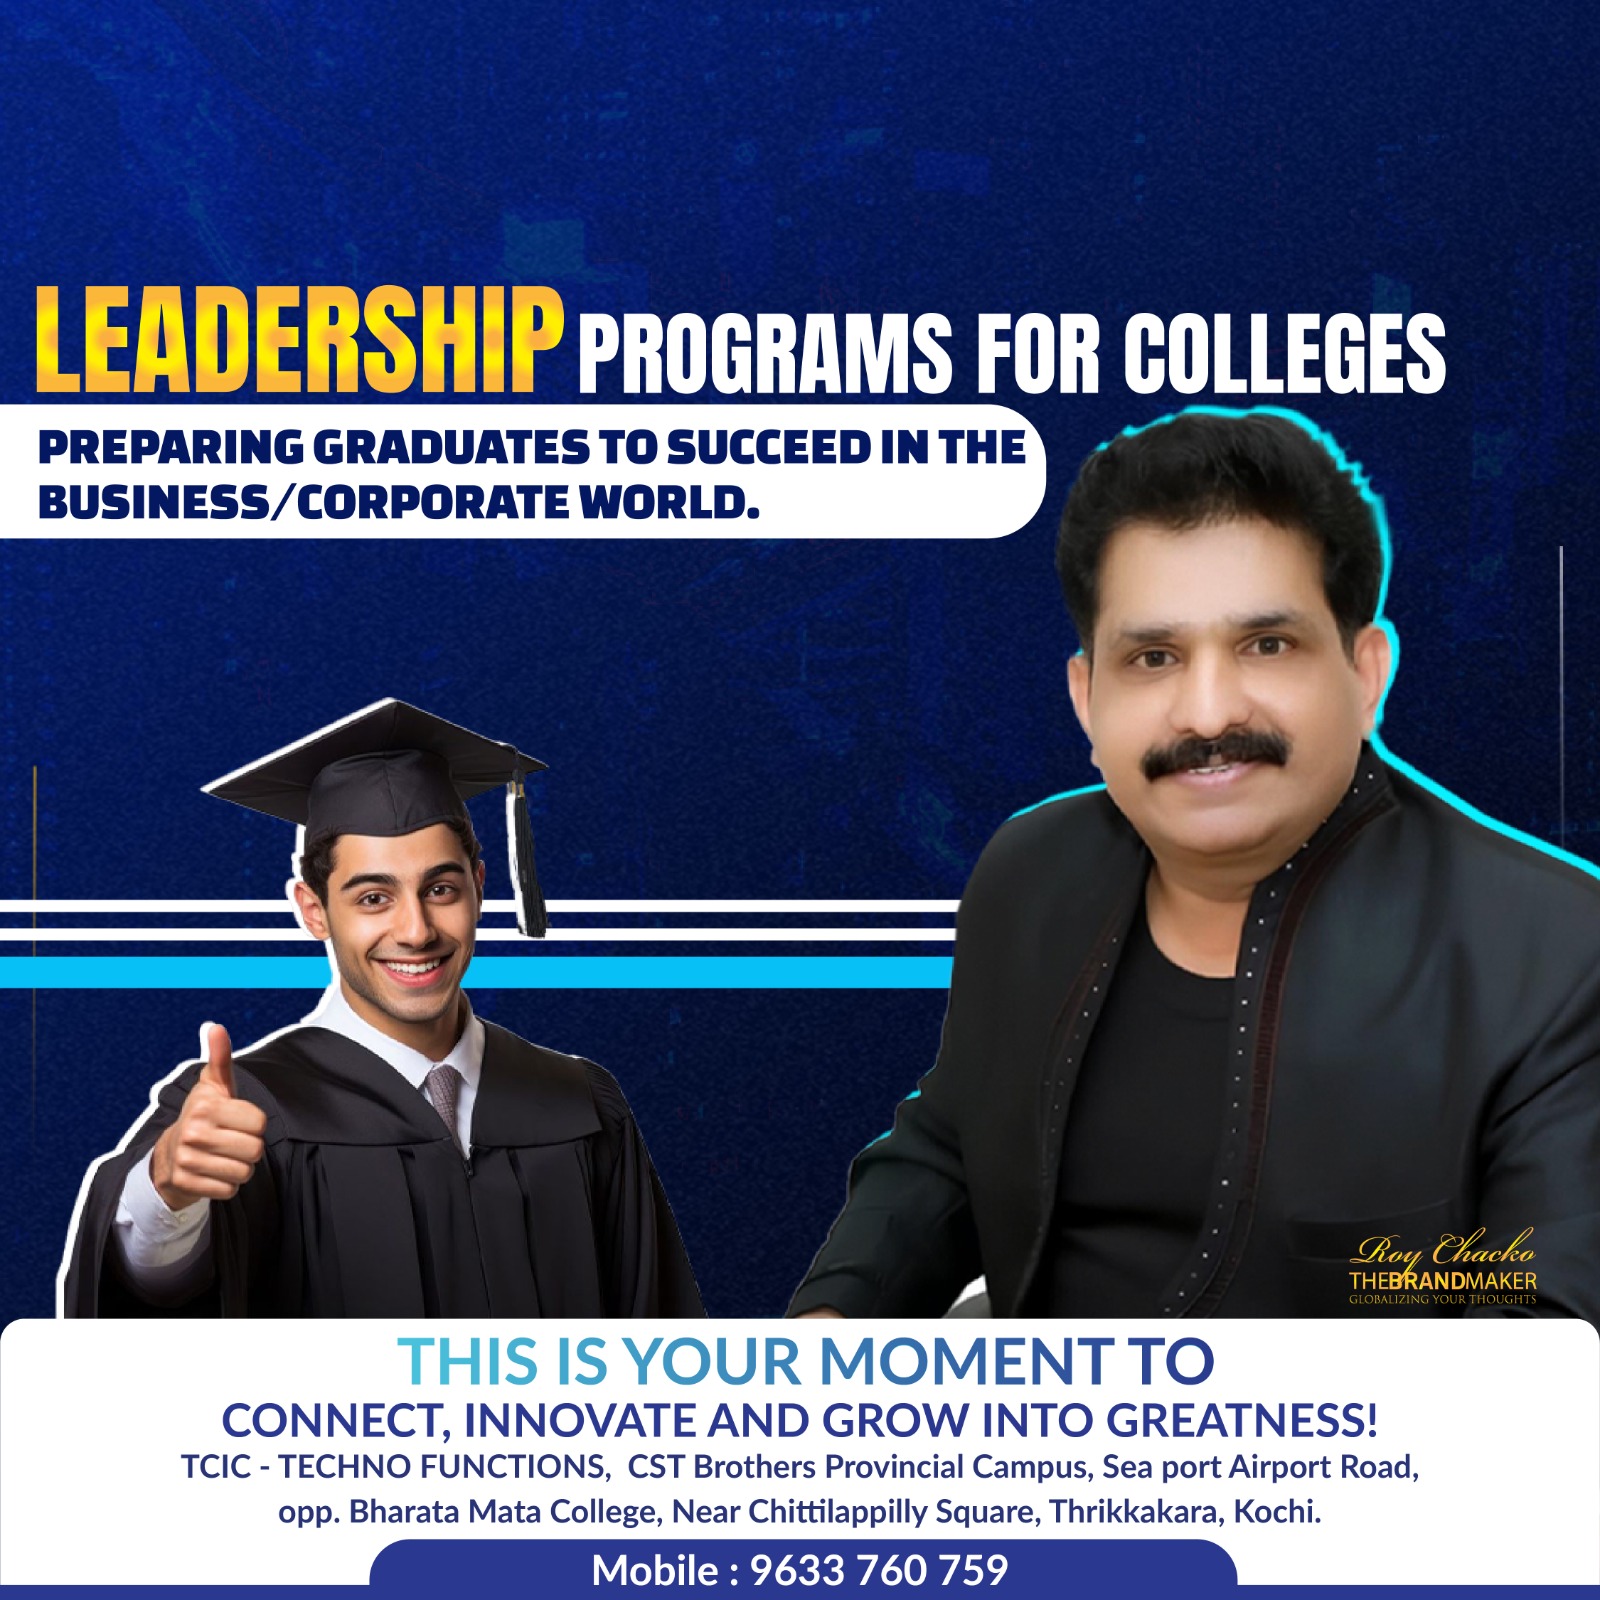 LEADERSHIP PROGRAMS FOR COLLEGES
PREPARING GRADUATES TO SUCCEED IN THE
BUSINESS/CORPORATE WORLD.
Roy Chacko
THEBRANDMAKER
GLOBALIZING YOUR THOUGHTS
THIS IS YOUR MOMENT TO
CONNECT, INNOVATE AND GROW INTO GREATNESS!
TCIC - TECHNO FUNCTIONS, CST Brothers Provincial Campus, Sea port Airport Road,
opp. Bharata Mata College, Near Chittilappilly Square, Thrikkakara, Kochi.
Mobile : 9633 760 759